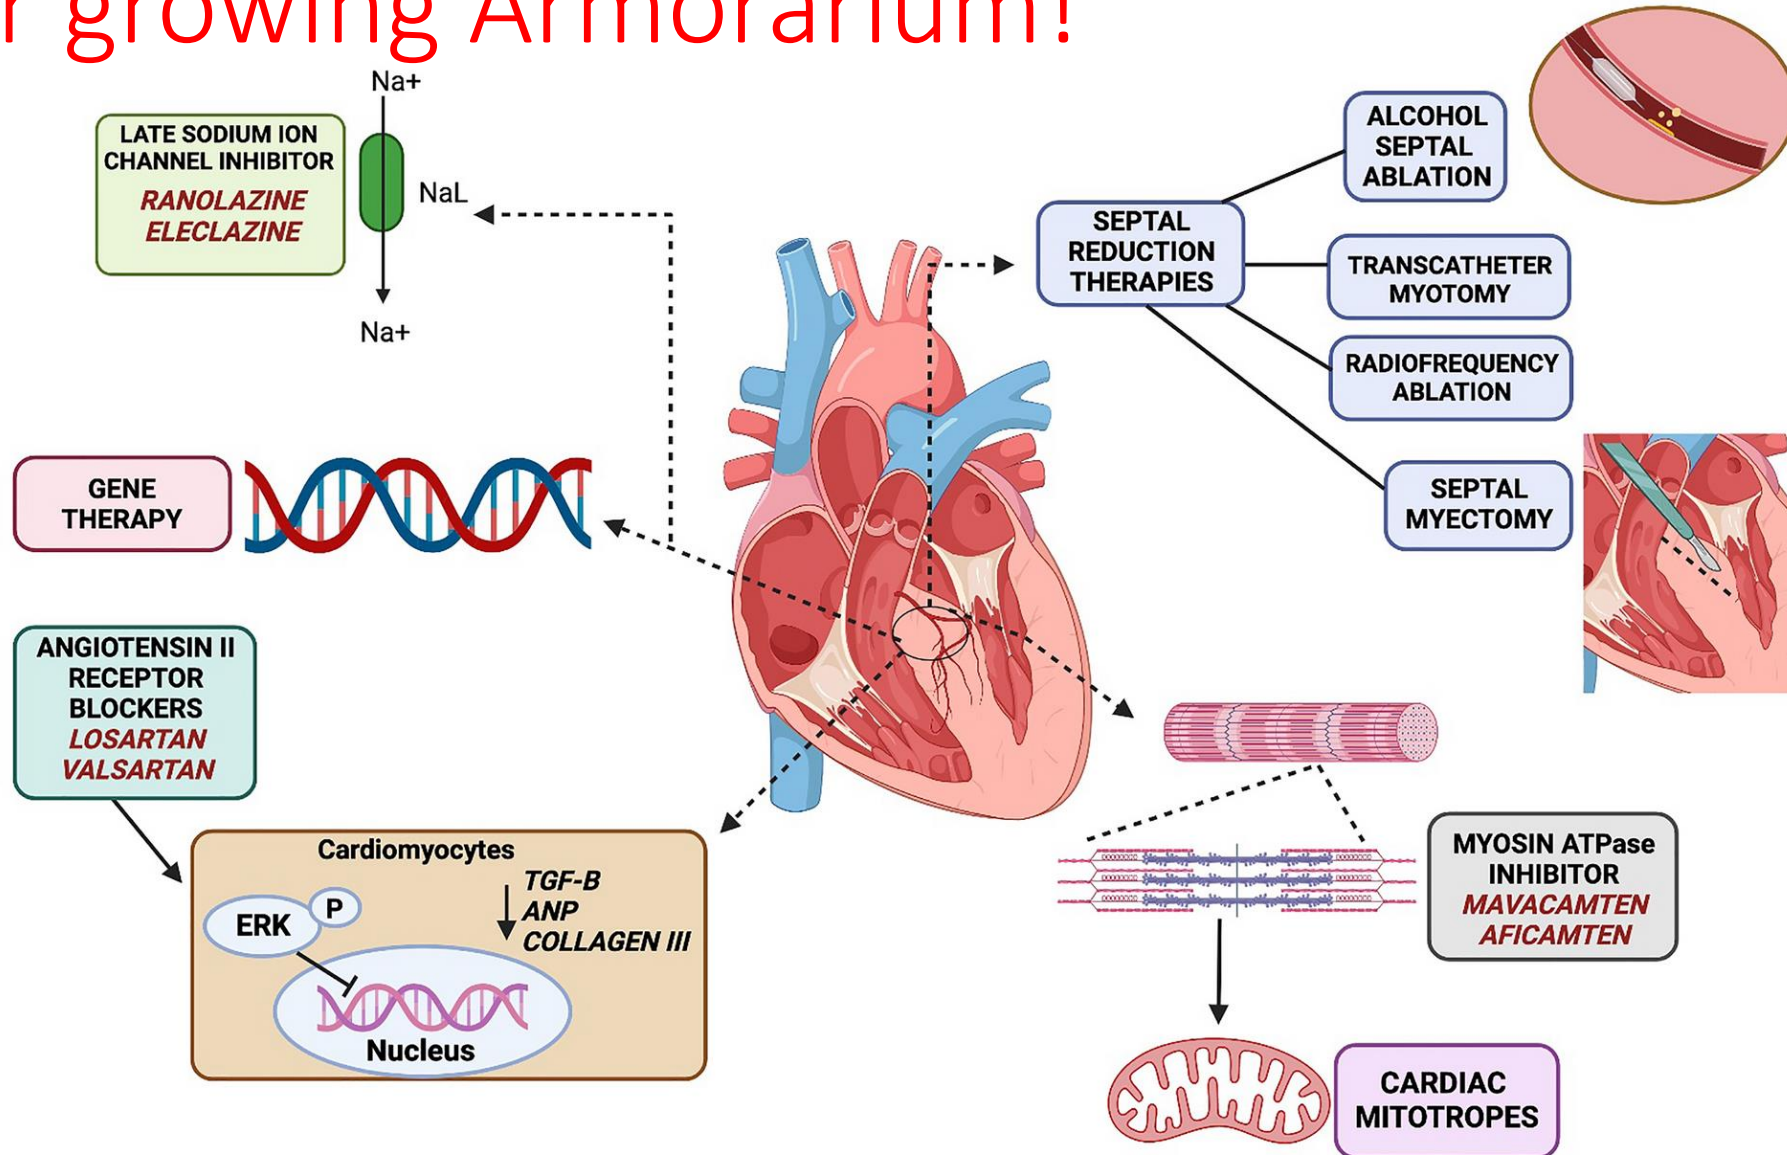 r growing Armorarium!
Na+
LATE SODIUM ION
CHANNEL INHIBITOR
RANOLAZINE
ELECLAZINE
NaL
Na+
ALCOHOL
SEPTAL
ABLATION
SEPTAL
REDUCTION
THERAPIES
TRANSCATHETER
MYOTOMY
RADIOFREQUENCY
ABLATION
SEPTAL
MYECTOMY
GENE
THERAPY
ANGIOTENSIN II
RECEPTOR
BLOCKERS
LOSARTAN
VALSARTAN
Cardiomyocytes
TGF-B
ANP
COLLAGEN III
P
ERK
Nucleus
MYOSIN ATPase
INHIBITOR
MAVACAMTEN
AFICAMTEN
CARDIAC
MITOTROPES